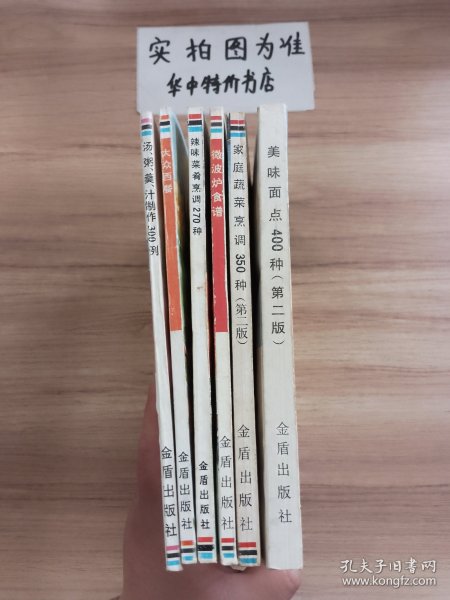 实拍图为准
华中特价书店
汤、粥、羹、汁制作300例
金盾出版社
大众西餐
金盾出版社
辣味菜肴烹调270种
金盾出版社
微波炉食谱
金盾出版社
家庭蔬菜烹调350种(第二版)
金盾出版社
美味面点400种(第二版)
金盾出版社
孔夫子旧书网
www.kongfz.com